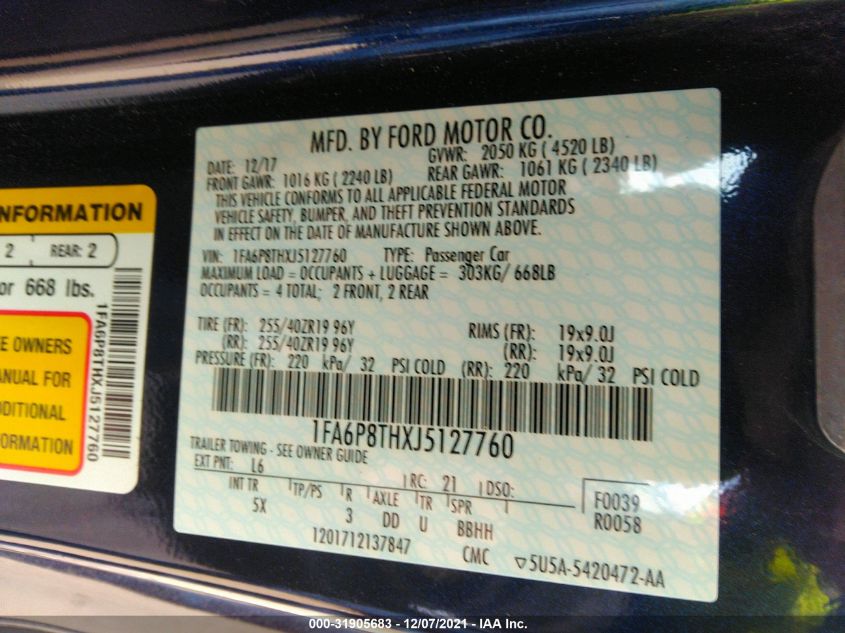 MFD. BY FORD MOTOR CO.
DATE: 12/17
GVWR: 2050 KG ( 4520 LB)
FRONT GAWR: 1016 KG ( 2240 LB)
REAR GAWR: 1061 KG ( 2340 LB)
THIS VEHICLE CONFORMS TO ALL APPLICABLE FEDERAL MOTOR
VEHICLE SAFETY, BUMPER, AND THEFT PREVENTION STANDARDS
IN EFFECT ON THE DATE OF MANUFACTURE SHOWN ABOVE.
VIN: 1FA6P8THXJ5127760 TYPE: Passenger Car
MAXIMUM LOAD = OCCUPANTS + LUGGAGE = 303KG/ 668LB
OCCUPANTS = 4 TOTAL; 2 FRONT, 2 REAR
TIRE (FR): 255/40ZR19 96Y RIMS (FR): 19x9.0J
(RR): 255/40ZR19 96Y (RR): 19x9.0J
PRESSURE (FR): 220 kPa/ 32 PSI COLD (RR): 220 kPa/ 32 PSI COLD
1FA6P8THXJ5127760
TRAILER TOWING - SEE OWNER GUIDE
EXT PNT: L6 RC: 21 DSO:
INT TR TP/PS R AXLE TR SPR
5X 3 DD U BBHH
F0039
R0058
1201712137847 CMC ▽5U5A-5420472-AA
INFORMATION
2 REAR: 2
or 668 lbs.
E OWNERS
ANUAL FOR
DDITIONAL
FORMATION
1FA6P8THXJ5127760
000-31905683 - 12/07/2021 - IAA Inc.